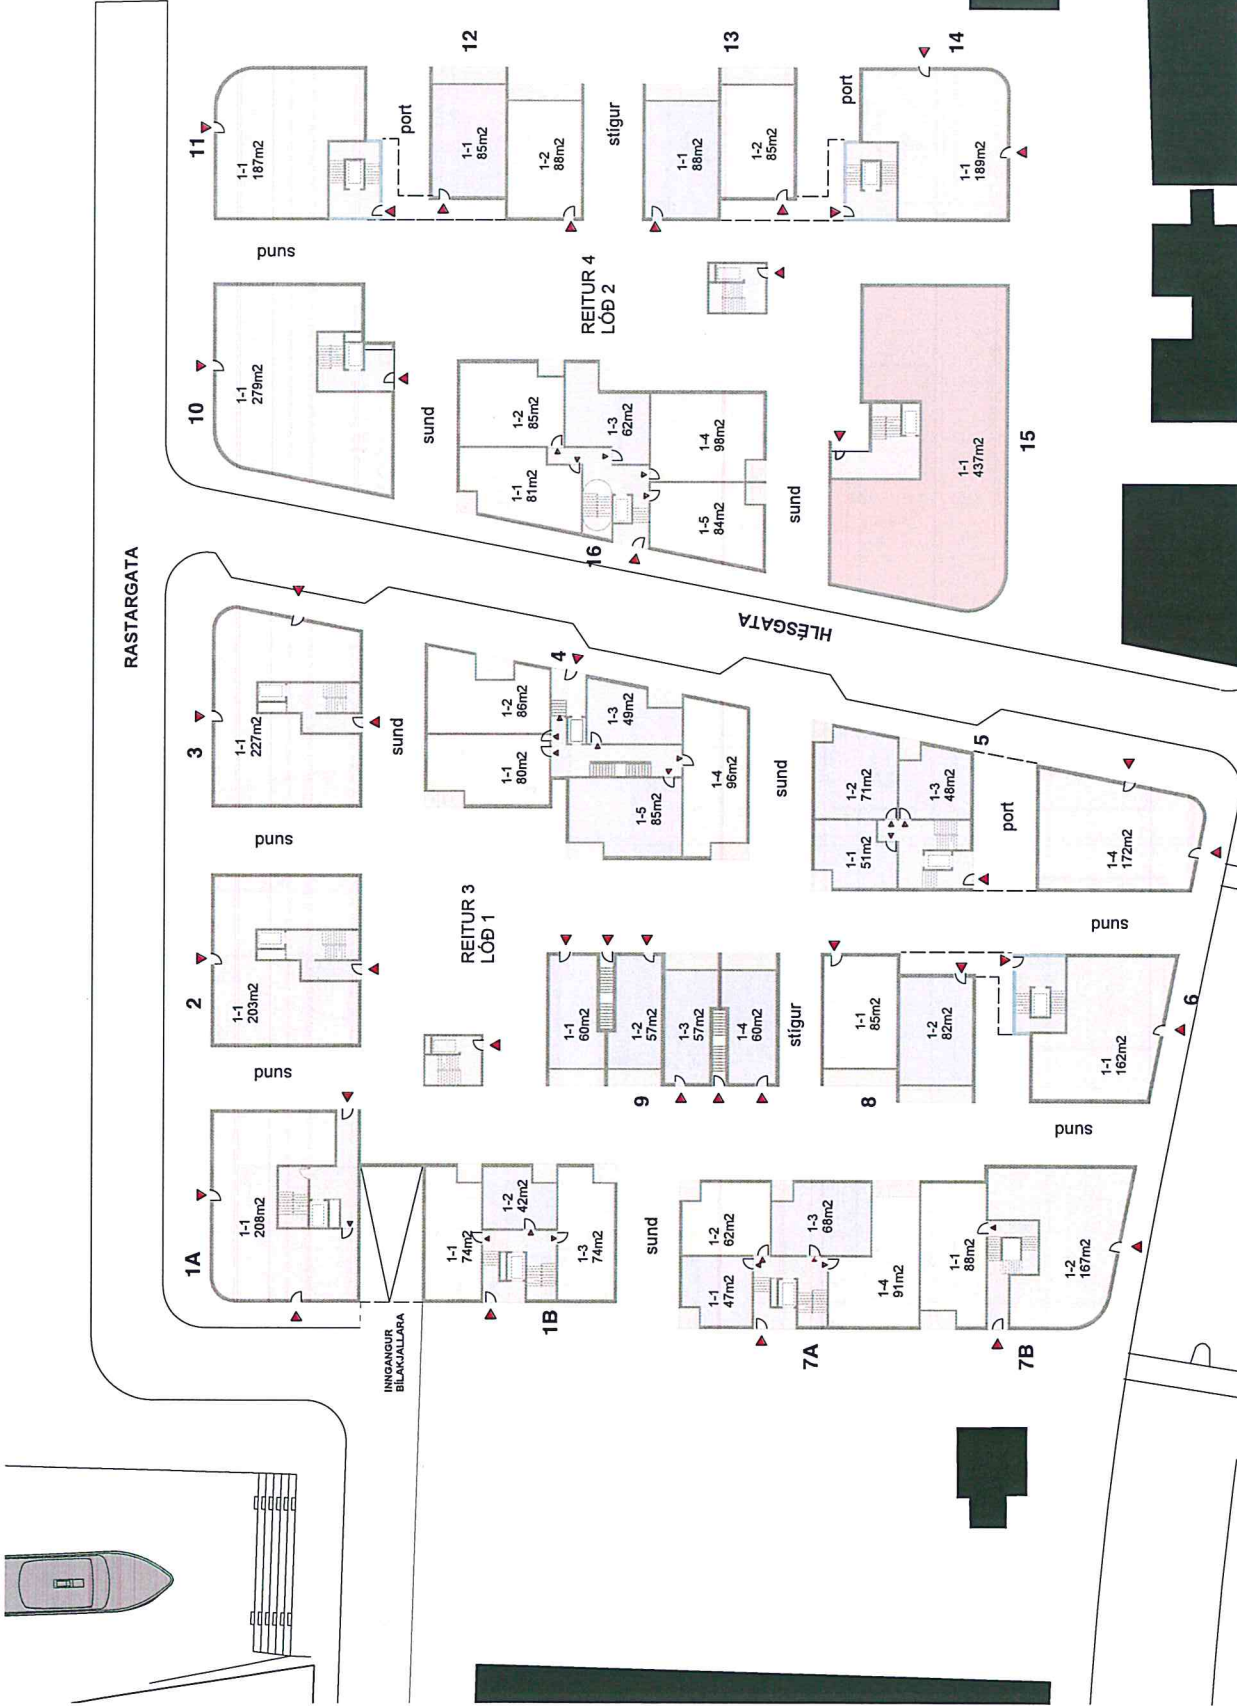 RASTARGATA
HLÉSGATA
1A
1-1
208m2
sund
2
1-1
203m2
sund
3
1-1
227m2
sund
10
1-1
279m2
sund
sund
11
1-1
187m2
port
12
1-1
85m2
1-2
88m2
stigur
13
1-1
88m2
1-2
85m2
port
14
1-1
189m2
REITUR 4
LÓÐ 2
16
1-1
81m2
1-2
85m2
1-3
62m2
1-4
98m2
1-5
84m2
sund
15
1-1
437m2
INNGANGUR
BÍLAKJALLARA
1B
1-1
74m2
1-2
42m2
1-3
74m2
sund
REITUR 3
LÓÐ 1
4
1-1
80m2
1-2
86m2
1-3
49m2
1-4
96m2
1-5
85m2
sund
9
1-1
60m2
1-2
57m2
1-3
57m2
1-4
60m2
stigur
5
1-1
51m2
1-2
71m2
1-3
48m2
port
1-4
172m2
sund
8
1-1
85m2
1-2
82m2
6
1-1
162m2
sund
7A
1-1
47m2
1-2
62m2
1-3
68m2
1-4
91m2
7B
1-1
88m2
1-2
167m2